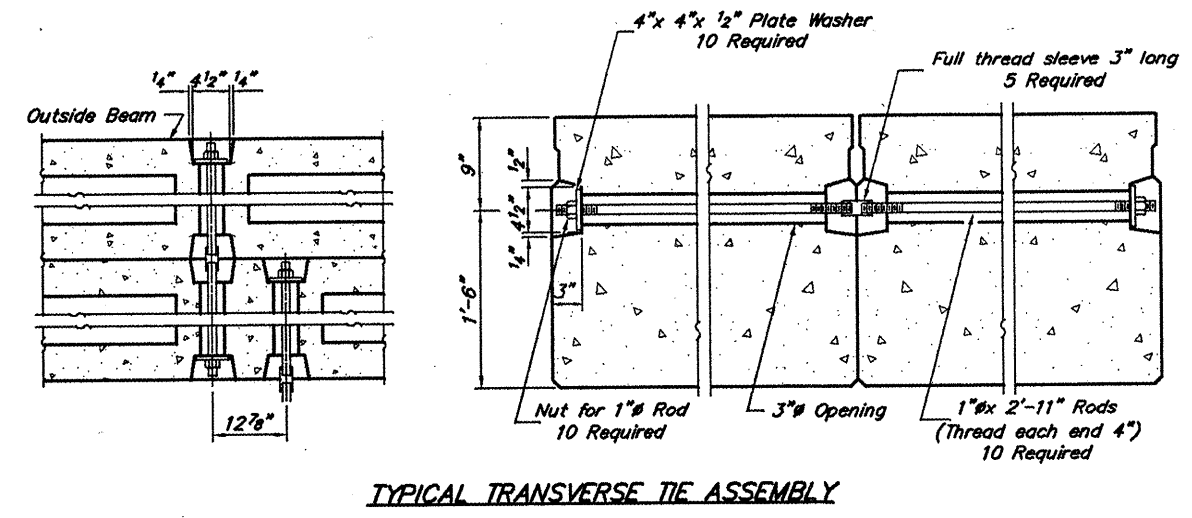 4"x 4"x 1/2" Plate Washer
10 Required
Full thread sleeve 3" long
5 Required
1/4" 4 1/2" 1/4"
Outside Beam
9"
1/2"
4 1/2"
1/4"
3"
1'-6"
12 7/8"
Nut for 1"ø Rod
10 Required
3"ø Opening
1"øx 2'-11" Rods
(Thread each end 4")
10 Required
TYPICAL TRANSVERSE TIE ASSEMBLY